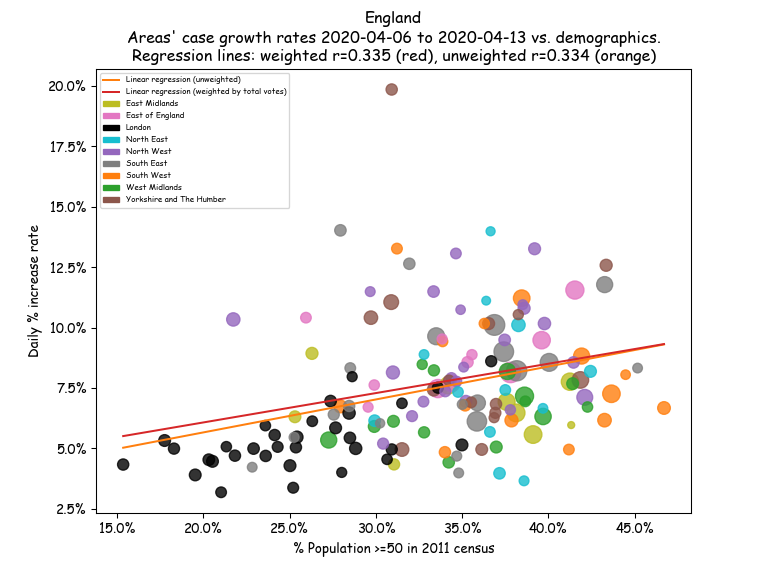 England
Areas' case growth rates 2020-04-06 to 2020-04-13 vs. demographics.
Regression lines: weighted r=0.335 (red), unweighted r=0.334 (orange)
Linear regression (unweighted)
Linear regression (weighted by total votes)
East Midlands
East of England
London
North East
North West
South East
South West
West Midlands
Yorkshire and The Humber
Daily % increase rate
20.0%
17.5%
15.0%
12.5%
10.0%
7.5%
5.0%
2.5%
15.0% 20.0% 25.0% 30.0% 35.0% 40.0% 45.0%
% Population >=50 in 2011 census